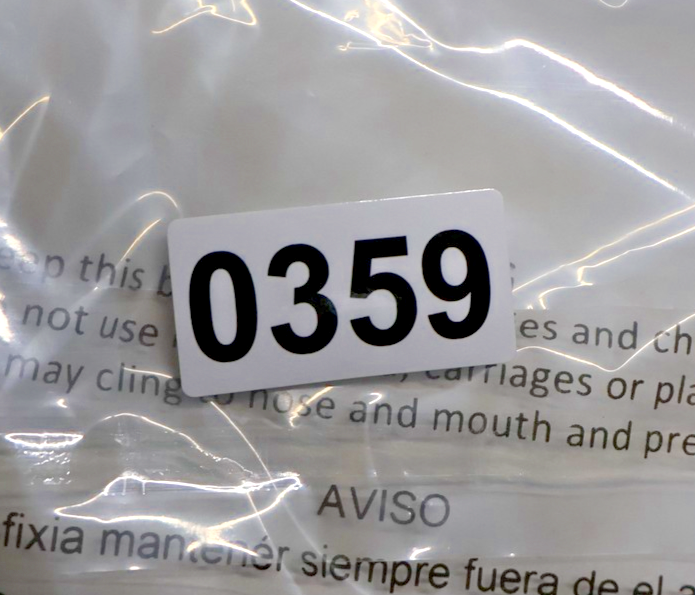 0359
this
not use es and ch
may cling to nose and mouth and pre
carriages or pla
AVISO
fixia mantenér siempre fuera de el a